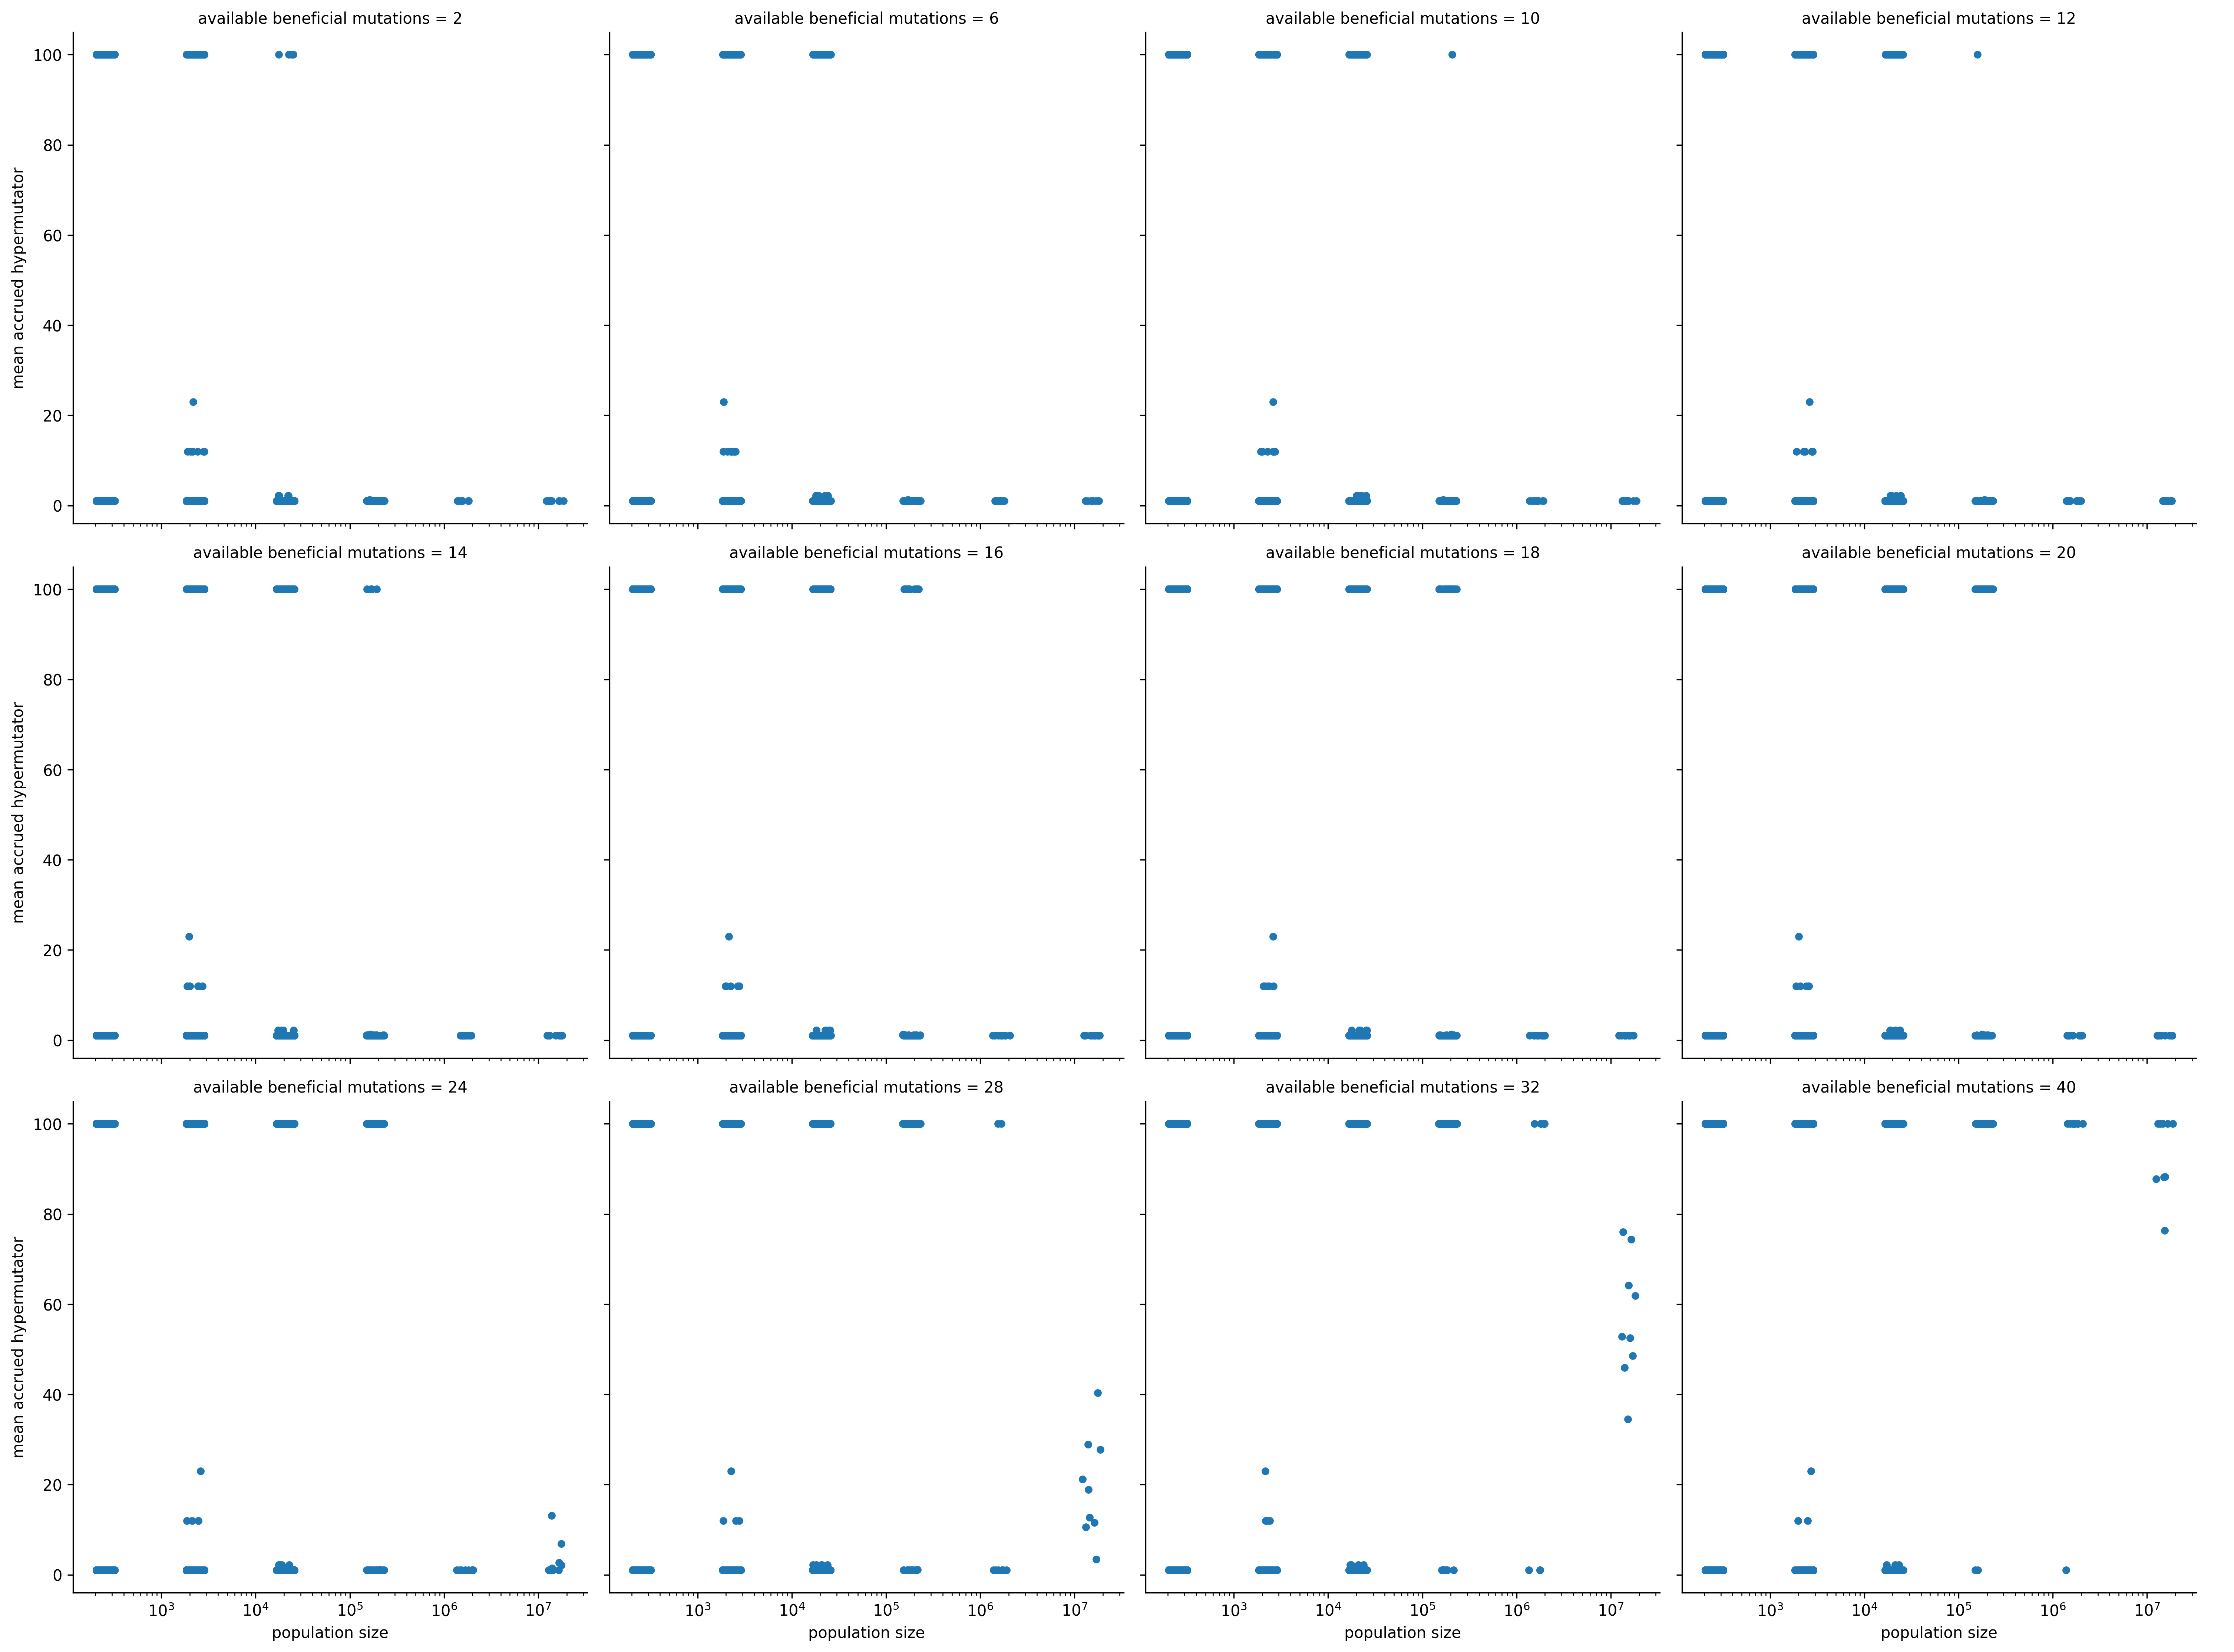 available beneficial mutations = 2
available beneficial mutations = 6
available beneficial mutations = 10
available beneficial mutations = 12
mean accrued hypermutator
100
80
60
40
20
0
available beneficial mutations = 14
available beneficial mutations = 16
available beneficial mutations = 18
available beneficial mutations = 20
mean accrued hypermutator
100
80
60
40
20
0
available beneficial mutations = 24
available beneficial mutations = 28
available beneficial mutations = 32
available beneficial mutations = 40
mean accrued hypermutator
100
80
60
40
20
0
10³ 10⁴ 10⁵ 10⁶ 10⁷
population size
10³ 10⁴ 10⁵ 10⁶ 10⁷
population size
10³ 10⁴ 10⁵ 10⁶ 10⁷
population size
10³ 10⁴ 10⁵ 10⁶ 10⁷
population size